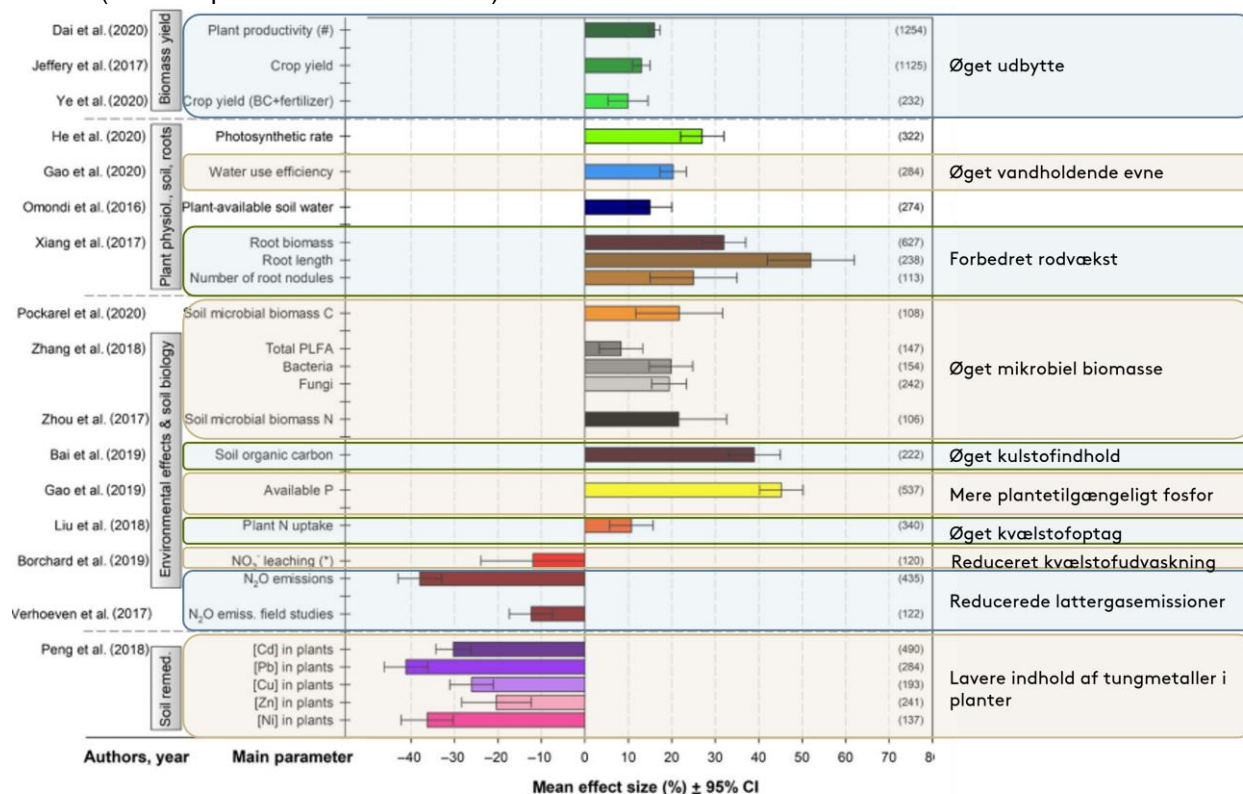 Dai et al. (2020) Plant productivity (#) (1254)
Jeffery et al. (2017) Crop yield (1125) Øget udbytte
Ye et al. (2020) Crop yield (BC+fertilizer) (232)
Biomass yield
He et al. (2020) Photosynthetic rate (322)
Gao et al. (2020) Water use efficiency (284) Øget vandholdende evne
Omondi et al. (2016) Plant-available soil water (274)
Xiang et al. (2017) Root biomass (627)
Root length (238) Forbedret rodvækst
Number of root nodules (113)
Plant physiol., soil, roots
Pockarel et al. (2020) Soil microbial biomass C (108)
Zhang et al. (2018) Total PLFA (147)
Bacteria (154) Øget mikrobiel biomasse
Fungi (242)
Zhou et al. (2017) Soil microbial biomass N (106)
Bai et al. (2019) Soil organic carbon (222) Øget kulstofindhold
Gao et al. (2019) Available P (537) Mere plantetilgængeligt fosfor
Liu et al. (2018) Plant N uptake (340) Øget kvælstofoptag
Borchard et al. (2019) leaching (*) (120) Reduceret kvælstofudvaskning
N₂O emissions (435)
Reducerede lattergasemissioner
Verhoeven et al. (2017) N₂O emiss. field studies (122)
Environmental effects & soil biology
Peng et al. (2018) [Cd] in plants (490)
[Pb] in plants (284)
[Cu] in plants (193) Lavere indhold af tungmetaller i
[Zn] in plants (241) planter
[Ni] in plants (137)
Soil remed.
Authors, year Main parameter −40 −30 −20 −10 0 10 20 30 40 50 60 70
Mean effect size (%) ± 95% CI